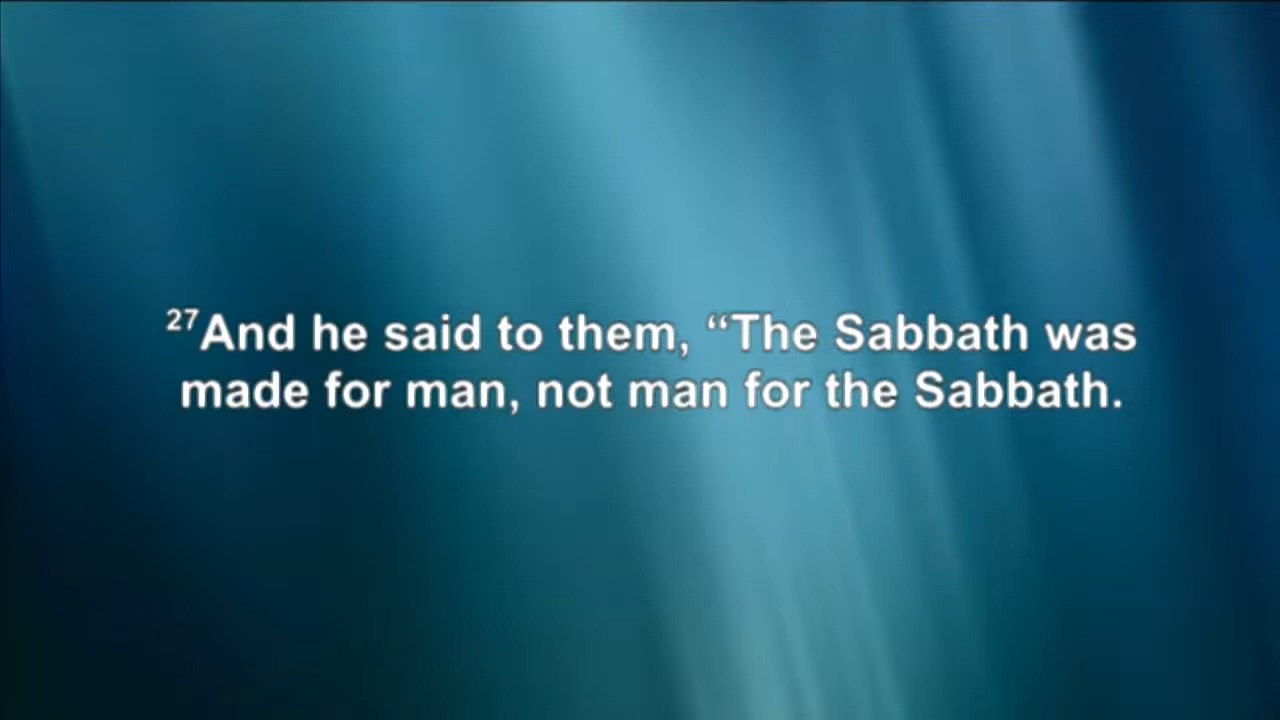 ²⁷And he said to them, “The Sabbath was
made for man, not man for the Sabbath.